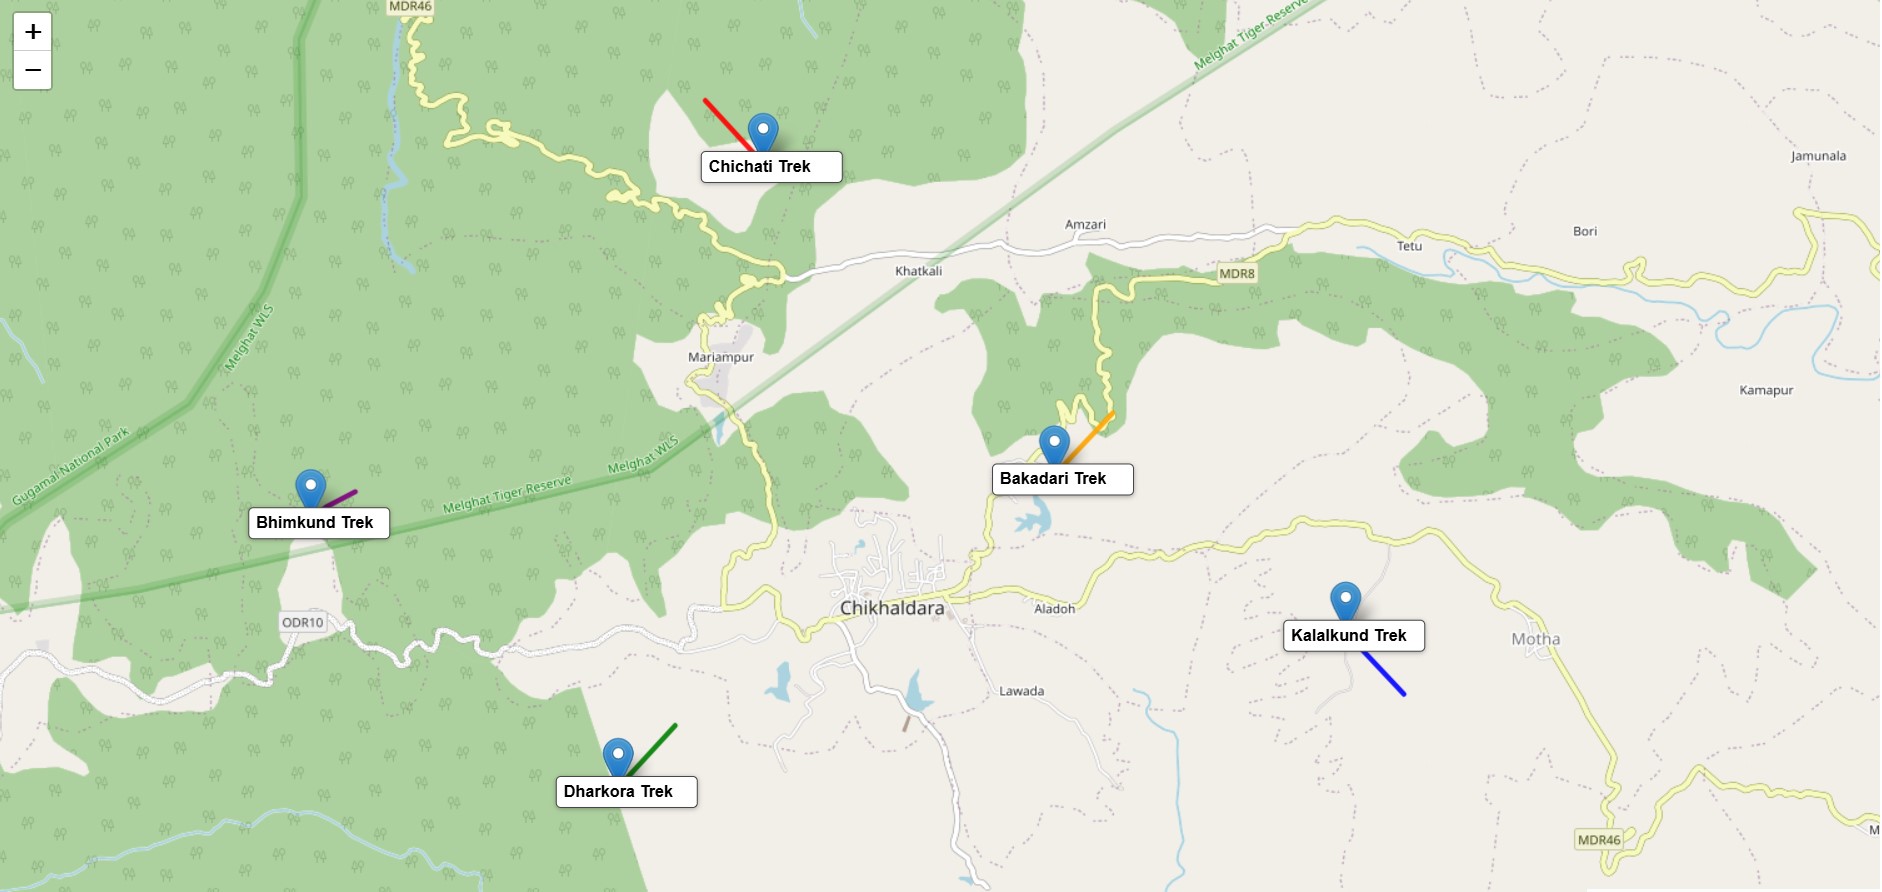 MDR46
+
−
Melghat Tiger Reserve
Chichati Trek
Jamunala
Amzari
Bori
Tetu
Khatkali
MDR8
Melghat WLS
Mariampur
Kamapur
Gugamal National Park
Melghat WLS
Melghat Tiger Reserve
Bakadari Trek
Bhimkund Trek
Chikhaldara
Aladoh
ODR10
Kalalkund Trek
Motha
Lawada
Dharkora Trek
MDR46
M